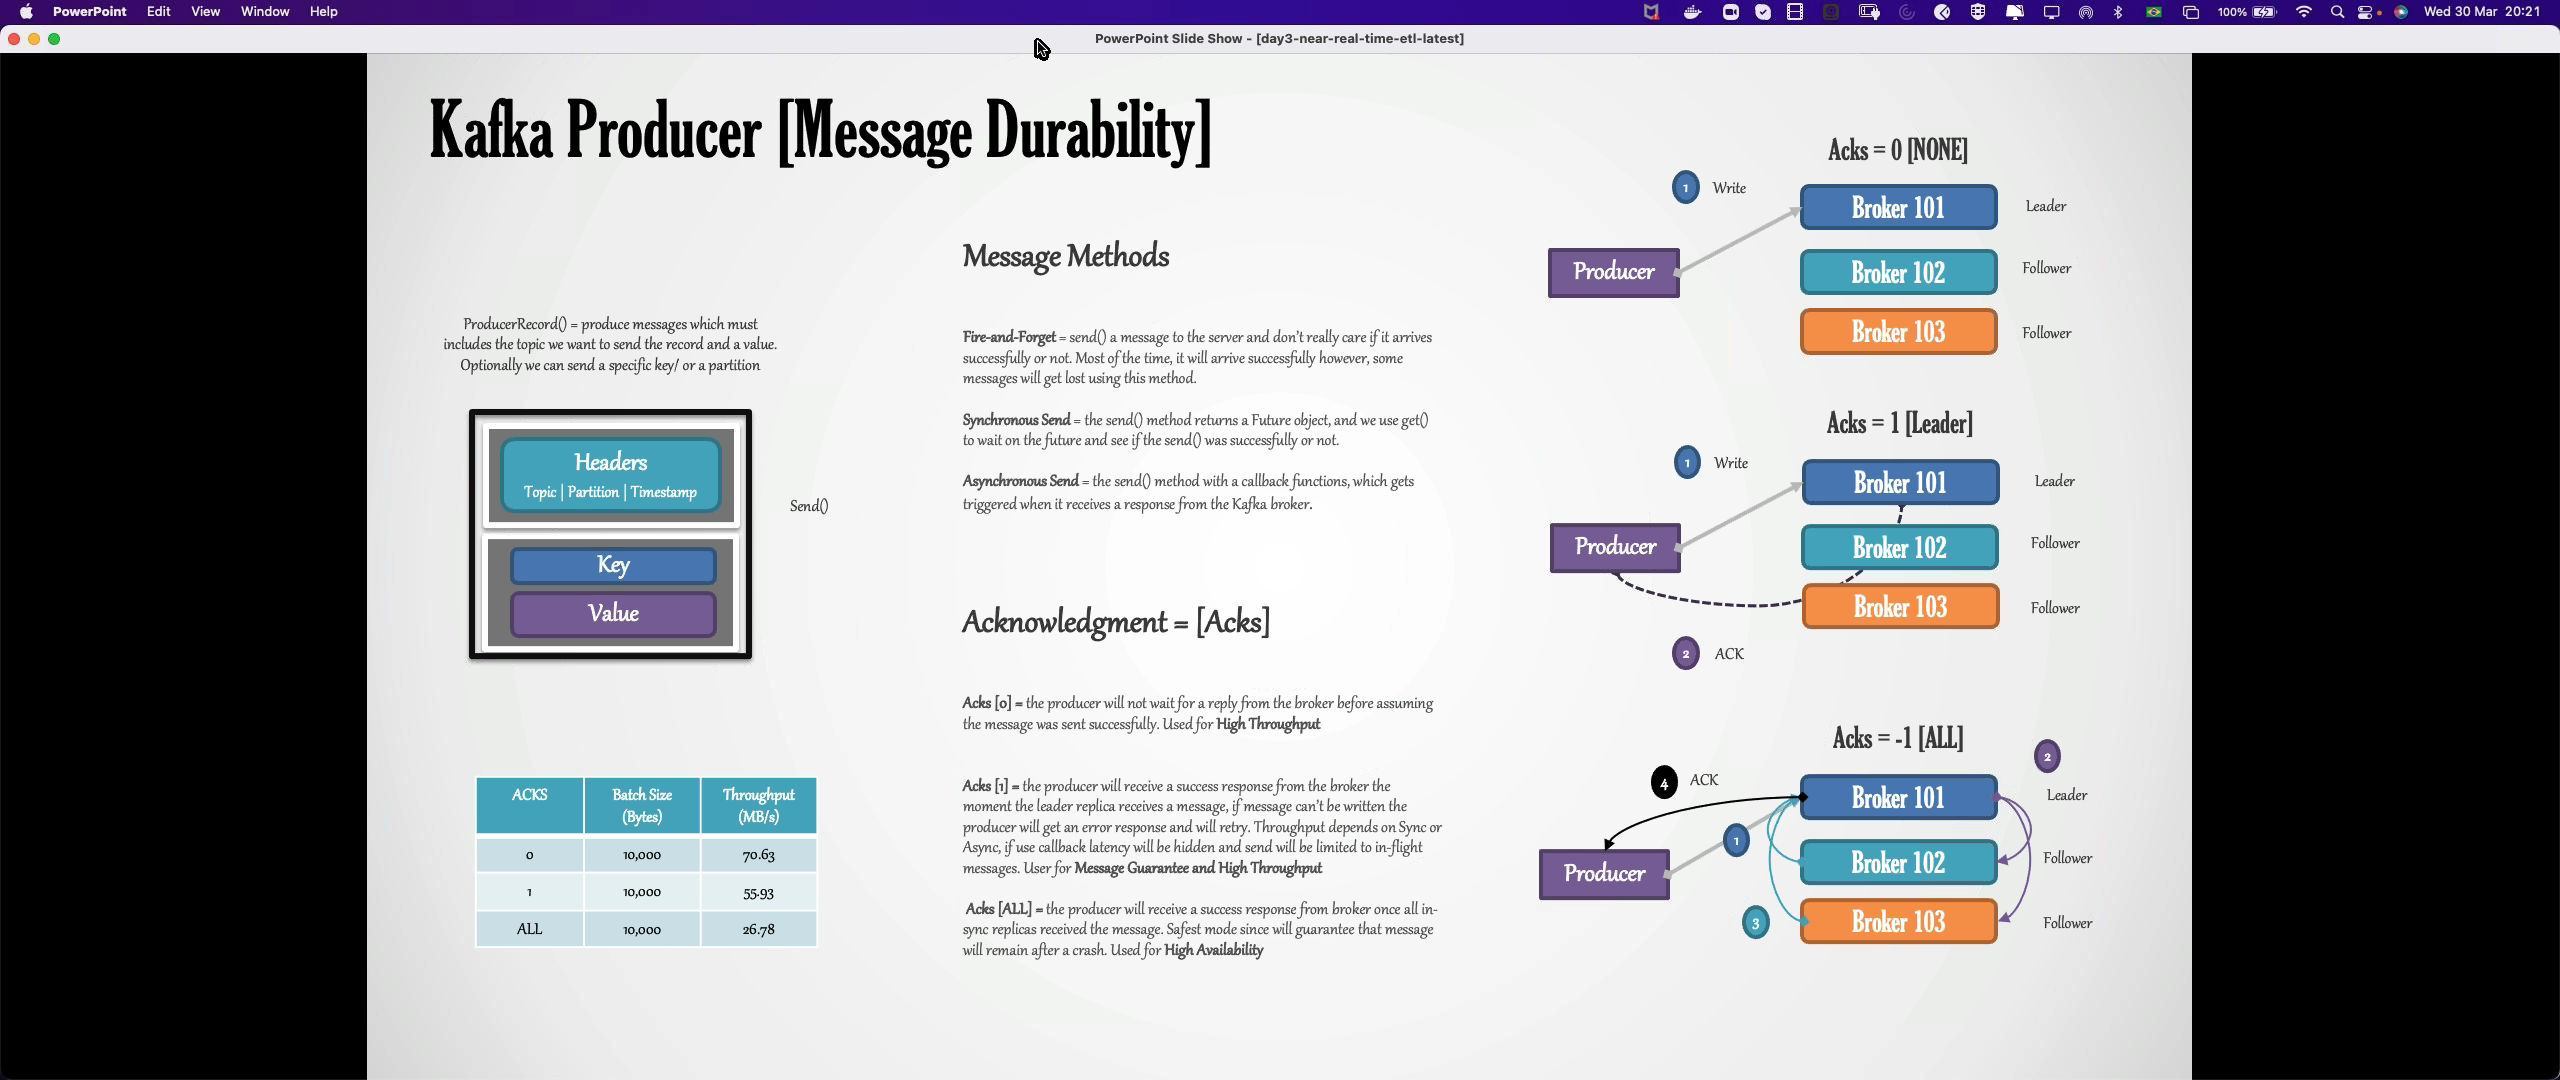 PowerPoint Edit View Window Help
100% Wed 30 Mar 20:21
PowerPoint Slide Show - [day3-near-real-time-etl-latest]
Kafka Producer [Message Durability]
ProducerRecord() = produce messages which must
includes the topic we want to send the record and a value.
Optionally we can send a specific key/ or a partition
Headers
Topic | Partition | Timestamp
Key
Value
Send()
ACKS Batch Size (Bytes) Throughput (MB/s)
0 10,000 70.63
1 10,000 55.93
ALL 10,000 26.78
Message Methods
Fire-and-Forget = send() a message to the server and don't really care if it arrives
successfully or not. Most of the time, it will arrive successfully however, some
messages will get lost using this method.
Synchronous Send = the send() method returns a Future object, and we use get()
to wait on the future and see if the send() was successfully or not.
Asynchronous Send = the send() method with a callback functions, which gets
triggered when it receives a response from the Kafka broker.
Acknowledgment = [Acks]
Acks [0] = the producer will not wait for a reply from the broker before assuming
the message was sent successfully. Used for High Throughput
Acks [1] = the producer will receive a success response from the broker the
moment the leader replica receives a message, if message can't be written the
producer will get an error response and will retry. Throughput depends on Sync or
Async, if use callback latency will be hidden and send will be limited to in-flight
messages. User for Message Guarantee and High Throughput
Acks [ALL] = the producer will receive a success response from broker once all in-
sync replicas received the message. Safest mode since will guarantee that message
will remain after a crash. Used for High Availability
Acks = 0 [NONE]
1 Write
Broker 101 Leader
Producer
Broker 102 Follower
Broker 103 Follower
Acks = 1 [Leader]
1 Write
Broker 101 Leader
Producer
Broker 102 Follower
Broker 103 Follower
2 ACK
Acks = -1 [ALL]
2
4 ACK
Broker 101 Leader
1
Producer
Broker 102 Follower
3
Broker 103 Follower